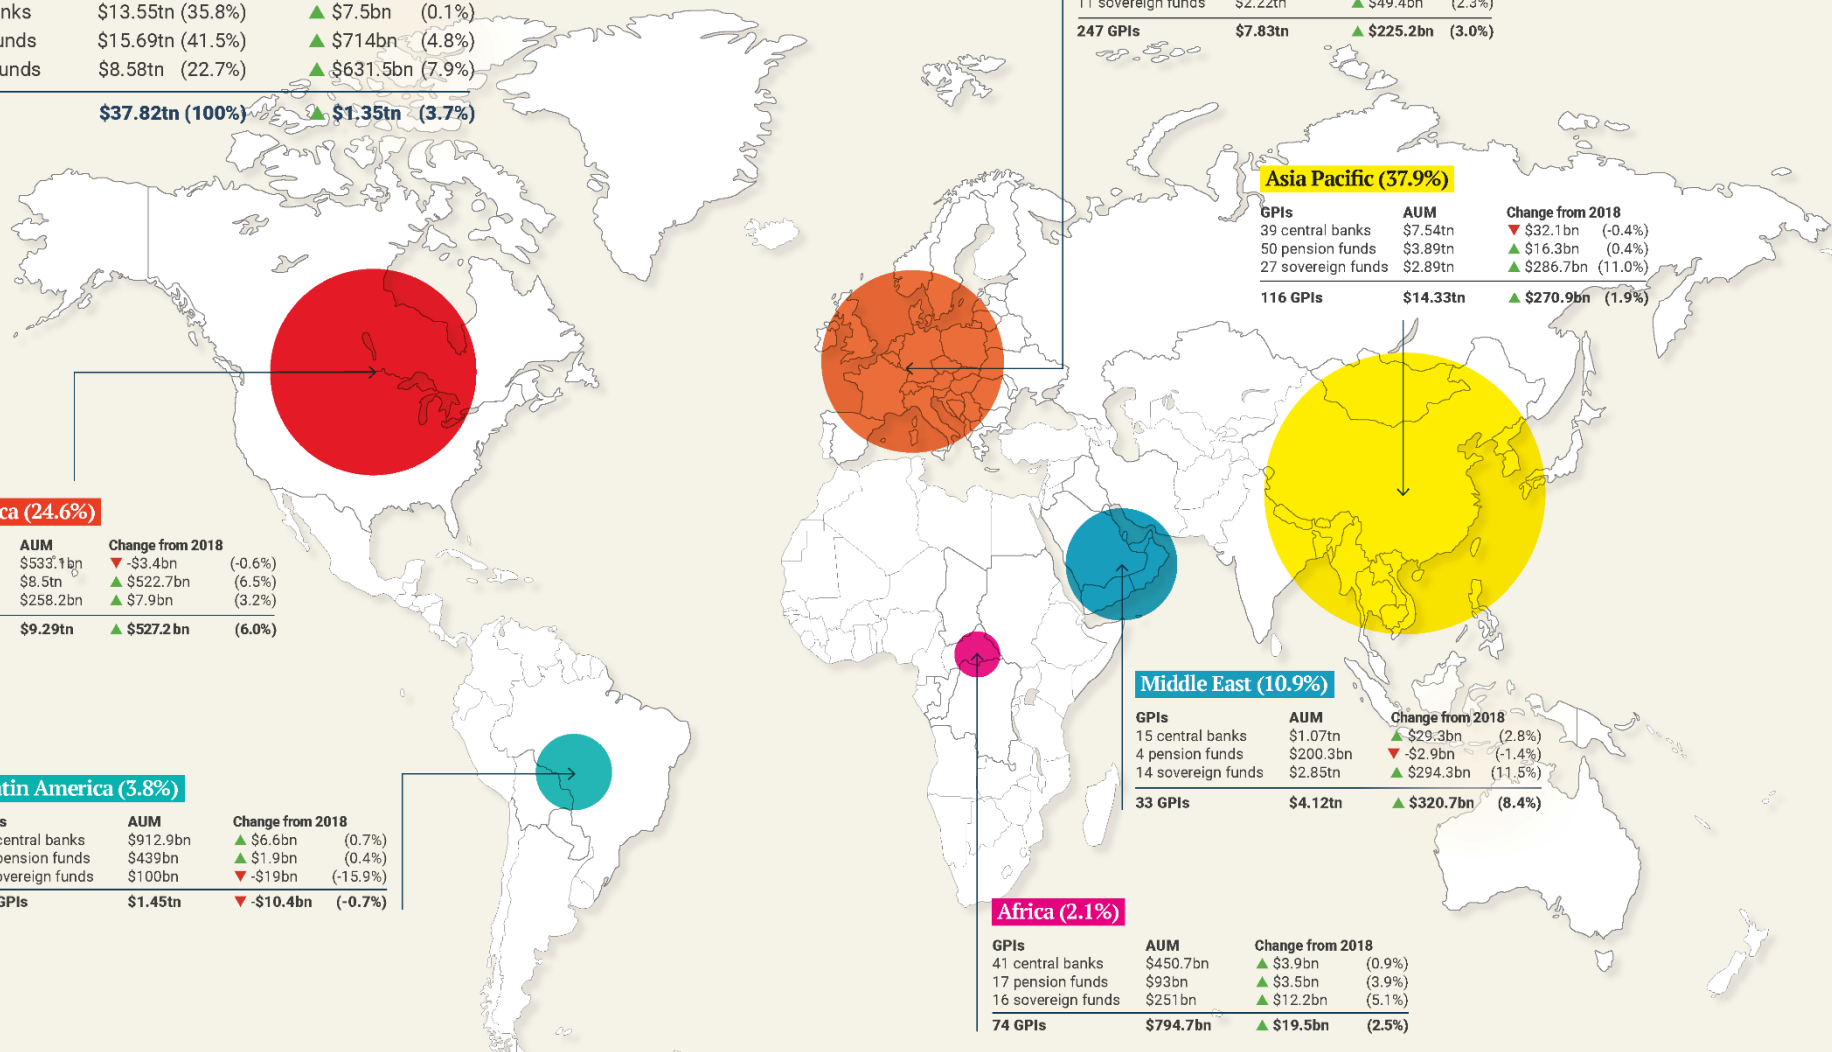 nks $13.55tn (35.8%) ▲ $7.5bn (0.1%)
unds $15.69tn (41.5%) ▲ $714bn (4.8%)
unds $8.58tn (22.7%) ▲ $631.5bn (7.9%)
$37.82tn (100%) ▲ $1.35tn (3.7%)
11 sovereign funds $2.22tn ▲ $49.4bn (2.3%)
247 GPIs $7.83tn ▲ $225.2bn (3.0%)
Asia Pacific (37.9%)
GPIs AUM Change from 2018
39 central banks $7.54tn ▼ $32.1bn (-0.4%)
50 pension funds $3.89tn ▲ $16.3bn (0.4%)
27 sovereign funds $2.89tn ▲ $286.7bn (11.0%)
116 GPIs $14.33tn ▲ $270.9bn (1.9%)
ca (24.6%)
AUM Change from 2018
$533.1bn ▼ -$3.4bn (-0.6%)
$8.5tn ▲ $522.7bn (6.5%)
$258.2bn ▲ $7.9bn (3.2%)
$9.29tn ▲ $527.2bn (6.0%)
Middle East (10.9%)
GPIs AUM Change from 2018
15 central banks $1.07tn ▲ $29.3bn (2.8%)
4 pension funds $200.3bn ▼ -$2.9bn (-1.4%)
14 sovereign funds $2.85tn ▲ $294.3bn (11.5%)
33 GPIs $4.12tn ▲ $320.7bn (8.4%)
tin America (3.8%)
s AUM Change from 2018
central banks $912.9bn ▲ $6.6bn (0.7%)
pension funds $439bn ▲ $1.9bn (0.4%)
vereign funds $100bn ▼ -$19bn (-15.9%)
GPIs $1.45tn ▼ -$10.4bn (-0.7%)
Africa (2.1%)
GPIs AUM Change from 2018
41 central banks $450.7bn ▲ $3.9bn (0.9%)
17 pension funds $93bn ▲ $3.5bn (3.9%)
16 sovereign funds $251bn ▲ $12.2bn (5.1%)
74 GPIs $794.7bn ▲ $19.5bn (2.5%)